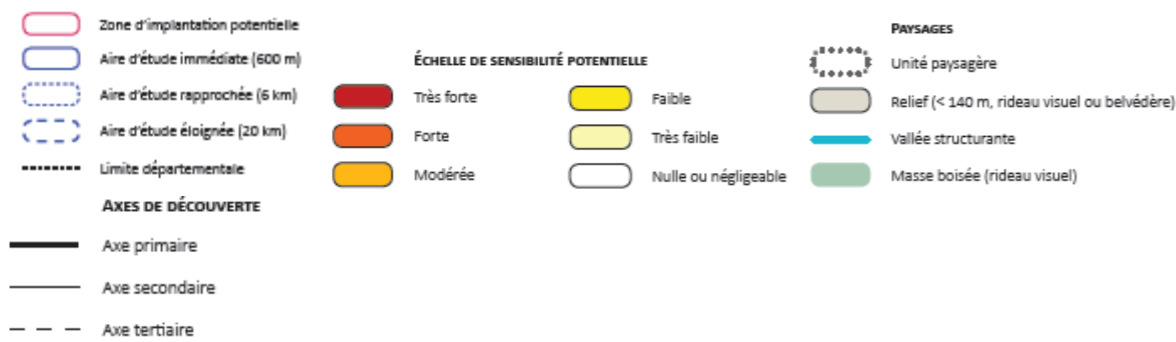 Zone d'implantation potentielle
Aire d'étude immédiate (600 m)
Aire d'étude rapprochée (6 km)
Aire d'étude éloignée (20 km)
Limite départementale
AXES DE DÉCOUVERTE
Axe primaire
Axe secondaire
Axe tertiaire
ÉCHELLE DE SENSIBILITÉ POTENTIELLE
Très forte
Forte
Modérée
Faible
Très faible
Nulle ou négligeable
PAYSAGES
Unité paysagère
Relief (< 140 m, rideau visuel ou belvédère)
Vallée structurante
Masse boisée (rideau visuel)